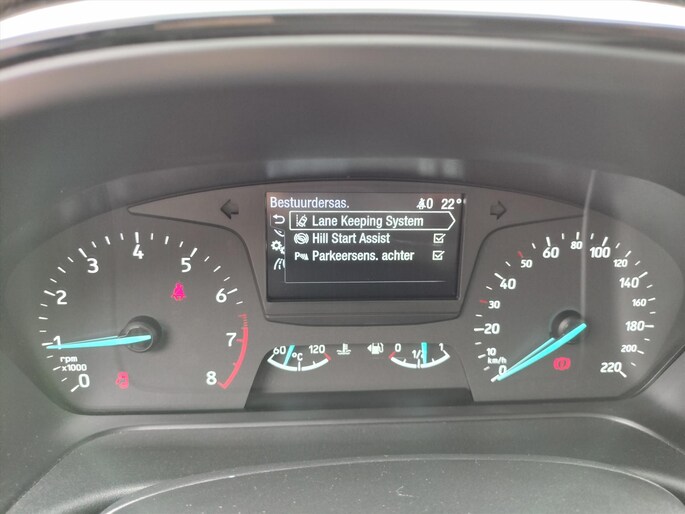 Bestuurdersas. 0 22°
Lane Keeping System
Hill Start Assist
Parkeersens. achter
P
0 1 2 3 4 5 6 7 8
rpm
x1000
60 °C 120
0 1/2 1
0 10 20 30 40 50 60 80 100 120 140 160 180 200 220
km/h